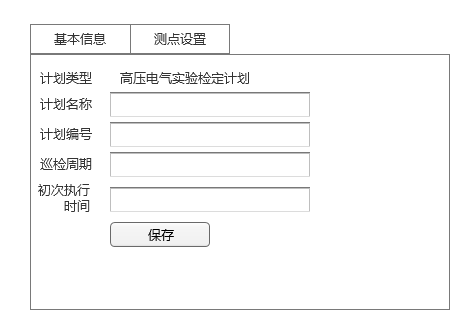 基本信息 测点设置
计划类型 高压电气实验检定计划
计划名称
计划编号
巡检周期
初次执行
时间
保存